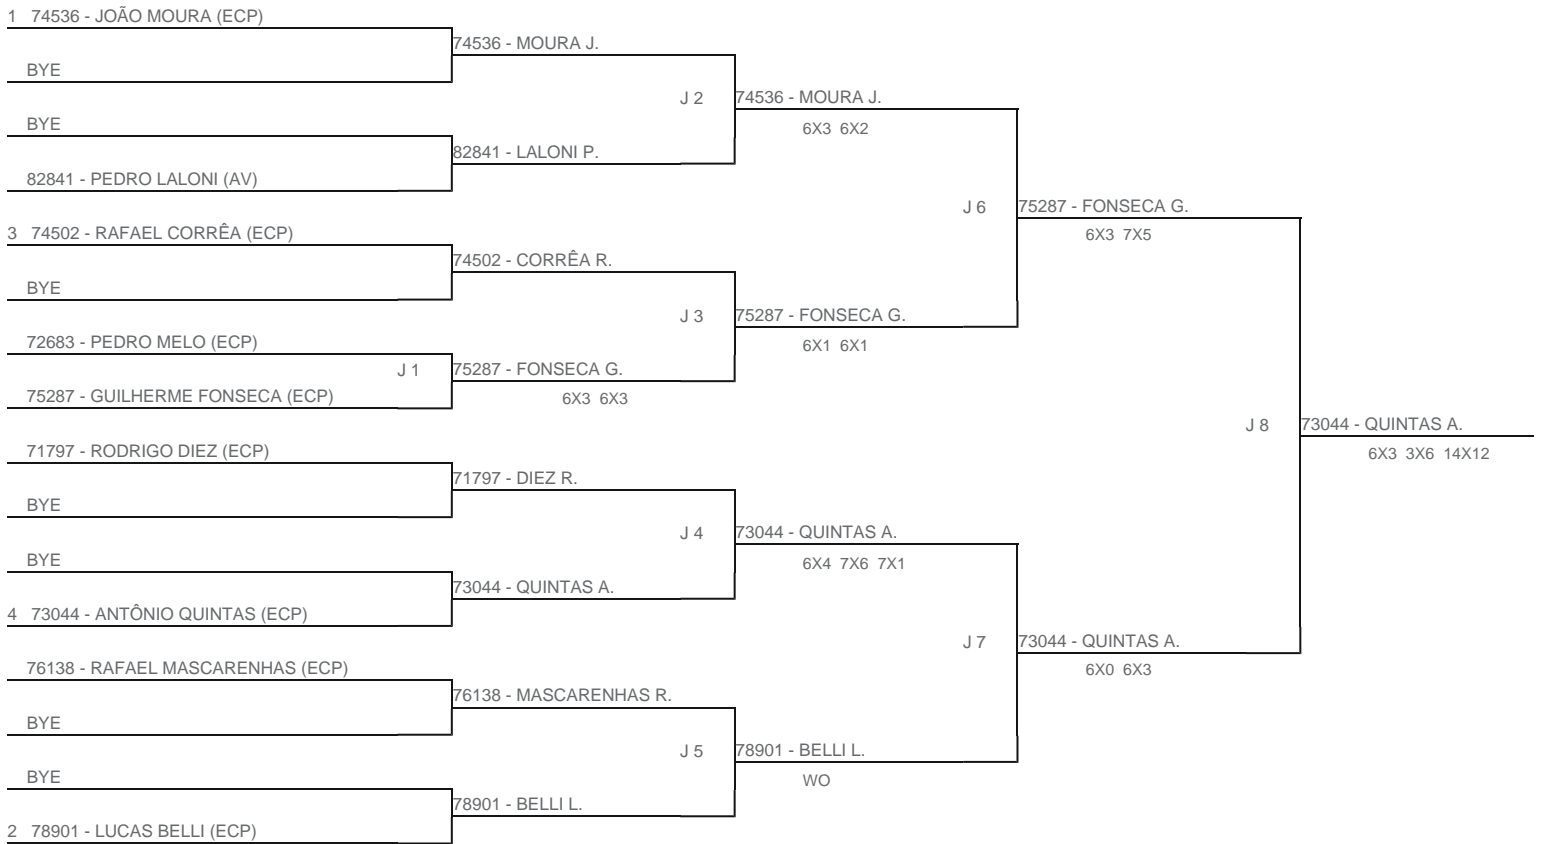 1 74536 - JOÃO MOURA (ECP)
74536 - MOURA J.
BYE
J 2
74536 - MOURA J.
6X3 6X2
BYE
82841 - LALONI P.
82841 - PEDRO LALONI (AV)
J 6
75287 - FONSECA G.
6X3 7X5
3 74502 - RAFAEL CORRÊA (ECP)
74502 - CORRÊA R.
BYE
J 3
75287 - FONSECA G.
6X1 6X1
72683 - PEDRO MELO (ECP)
J 1
75287 - FONSECA G.
6X3 6X3
75287 - GUILHERME FONSECA (ECP)
J 8
73044 - QUINTAS A.
6X3 3X6 14X12
71797 - RODRIGO DIEZ (ECP)
71797 - DIEZ R.
BYE
J 4
73044 - QUINTAS A.
6X4 7X6 7X1
BYE
73044 - QUINTAS A.
4 73044 - ANTÔNIO QUINTAS (ECP)
J 7
73044 - QUINTAS A.
6X0 6X3
76138 - RAFAEL MASCARENHAS (ECP)
76138 - MASCARENHAS R.
BYE
J 5
78901 - BELLI L.
WO
BYE
78901 - BELLI L.
2 78901 - LUCAS BELLI (ECP)